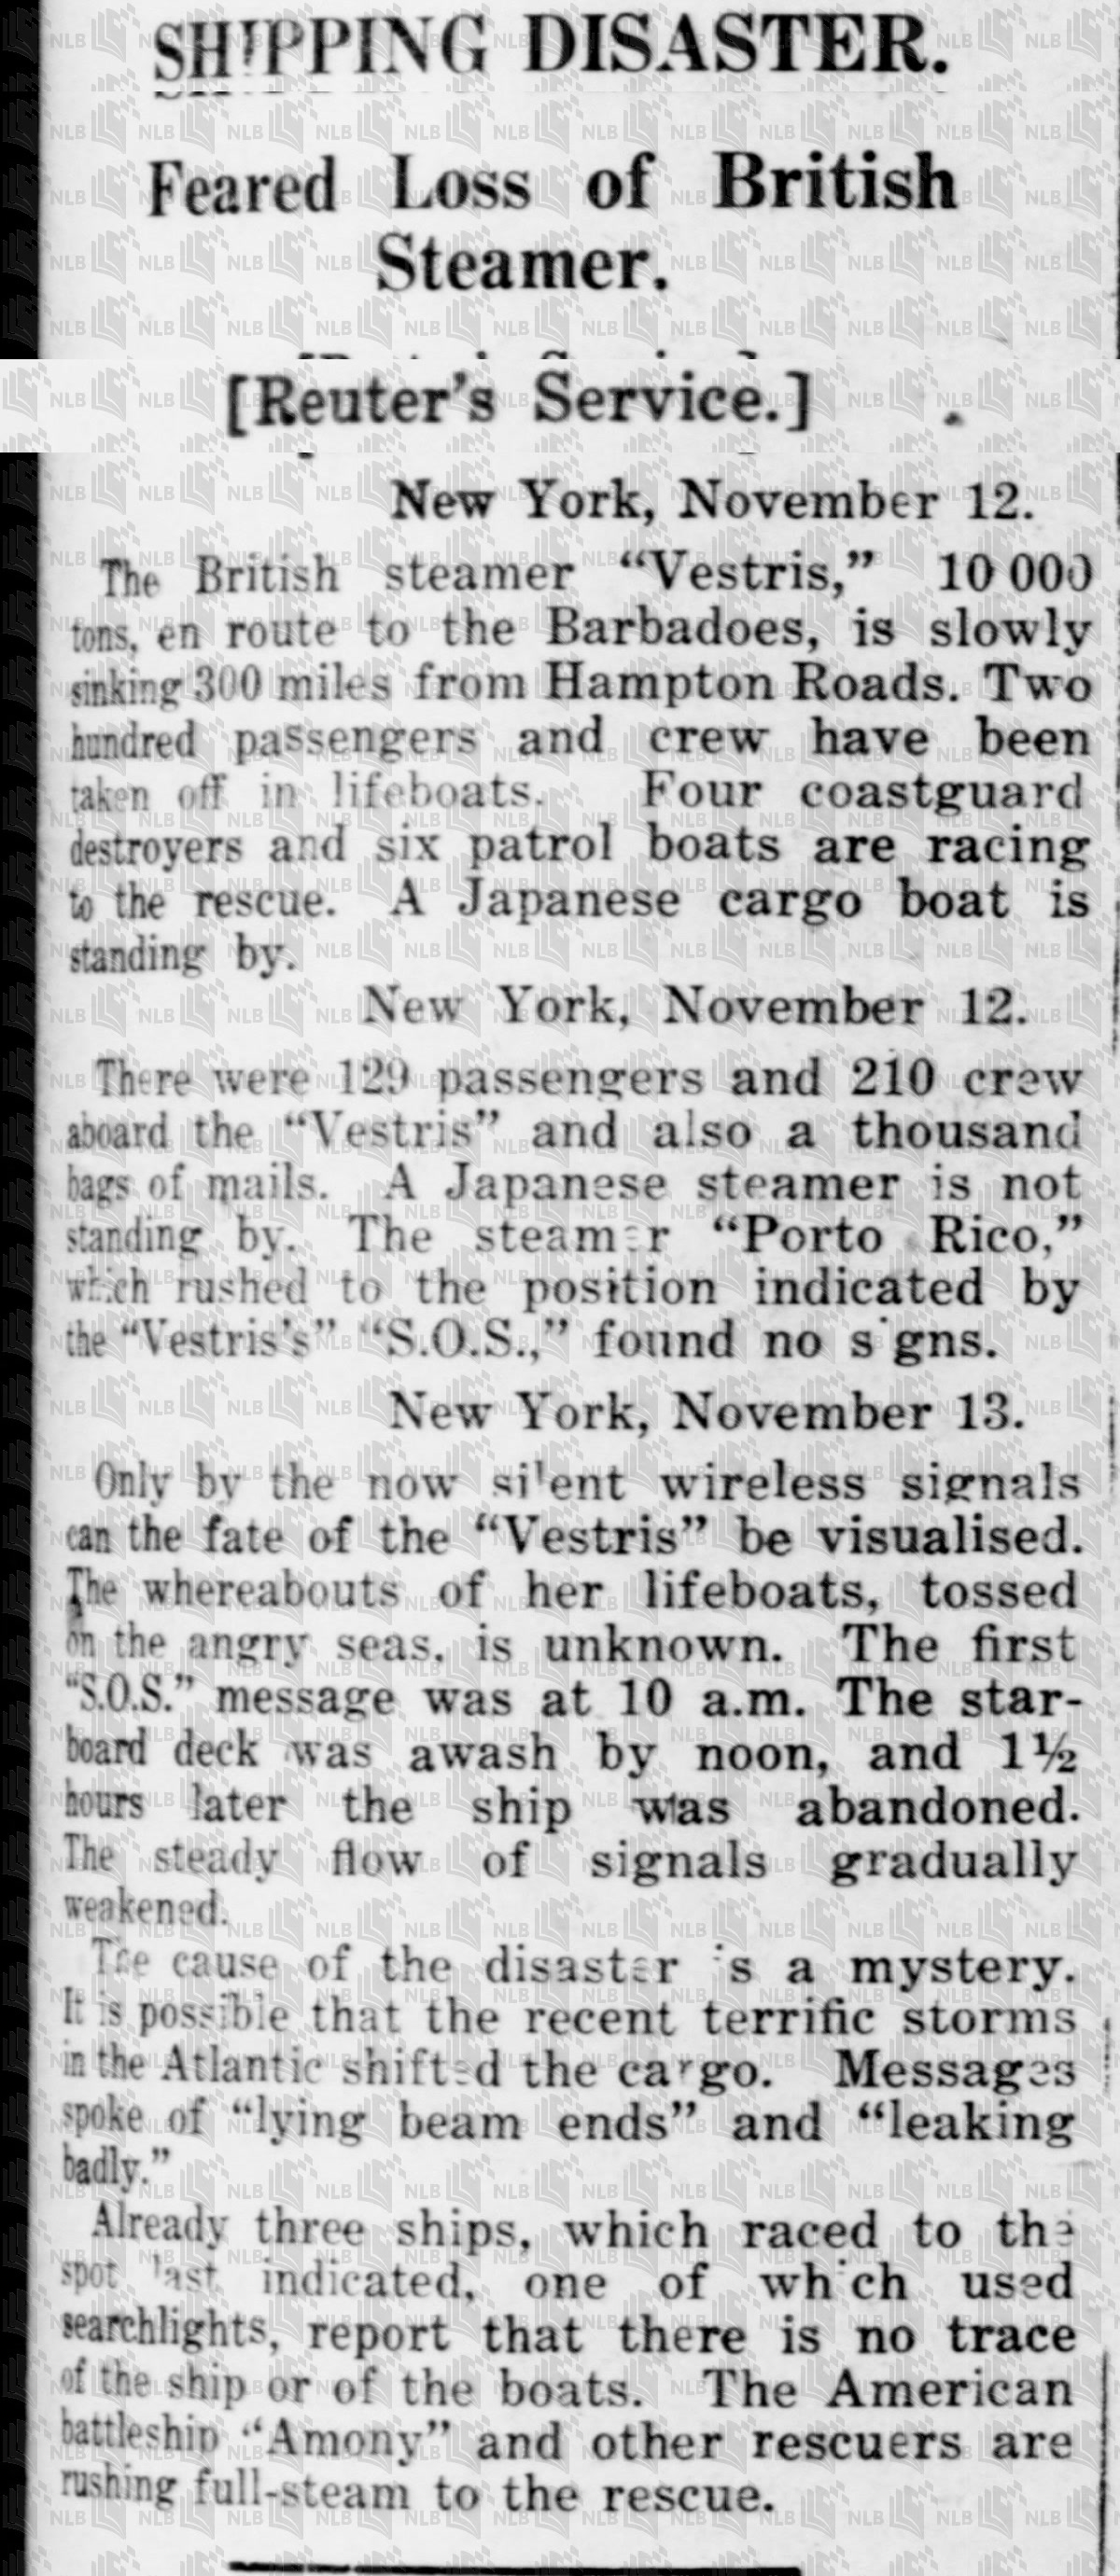 SHIPPING DISASTER.
Feared Loss of British
Steamer.
[Reuter's Service.]
New York, November 12.
The British steamer "Vestris," 10 000
tons, en route to the Barbadoes, is slowly
sinking 300 miles from Hampton Roads. Two
hundred passengers and crew have been
taken off in lifeboats. Four coastguard
destroyers and six patrol boats are racing
to the rescue. A Japanese cargo boat is
standing by.
New York, November 12.
There were 129 passengers and 210 crew
aboard the "Vestris" and also a thousand
bags of mails. A Japanese steamer is not
standing by. The steamer "Porto Rico,"
which rushed to the position indicated by
the "Vestris's" "S.O.S.," found no signs.
New York, November 13.
Only by the now silent wireless signals
can the fate of the "Vestris" be visualised.
The whereabouts of her lifeboats, tossed
on the angry seas, is unknown. The first
"S.O.S." message was at 10 a.m. The star-
board deck was awash by noon, and 1½
hours later the ship was abandoned.
The steady flow of signals gradually
weakened.
The cause of the disaster is a mystery.
It is possible that the recent terrific storms
in the Atlantic shifted the cargo. Messages
spoke of "lying beam ends" and "leaking
badly."
Already three ships, which raced to the
spot last indicated, one of which used
searchlights, report that there is no trace
of the ship or of the boats. The American
battleship "Amony" and other rescuers are
rushing full-steam to the rescue.